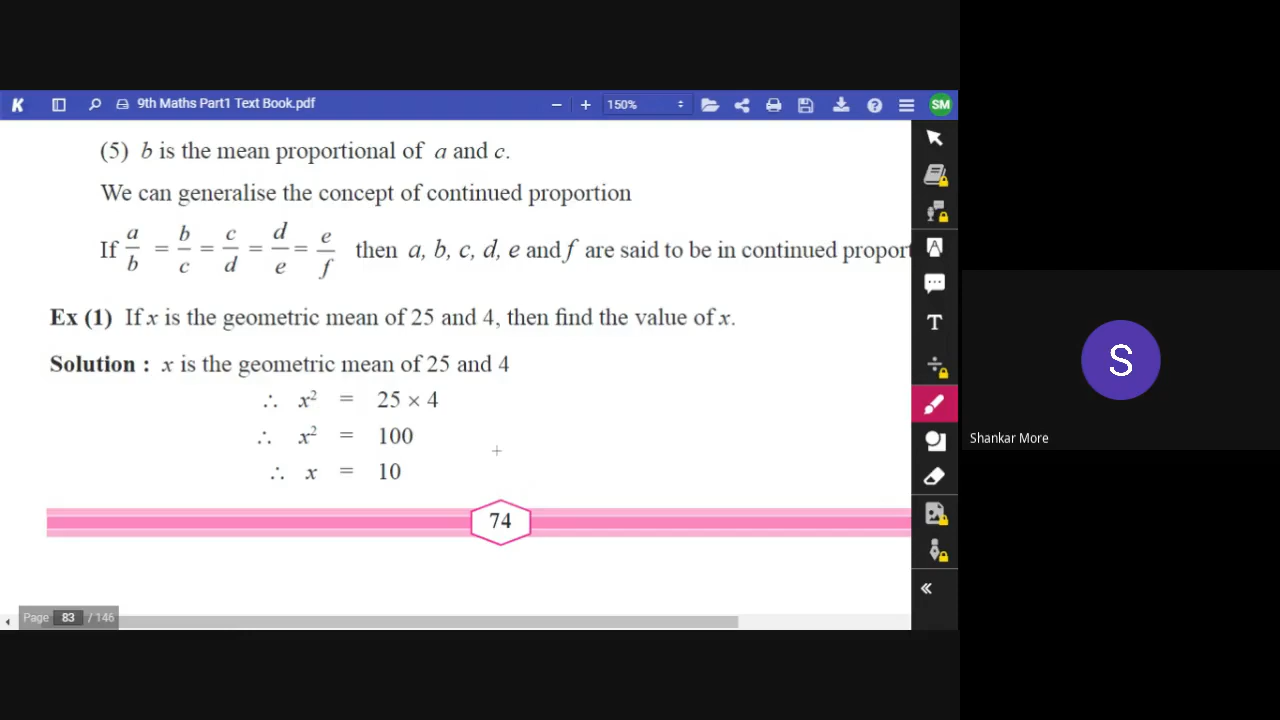 K 9th Maths Part1 Text Book.pdf − + 150% SM
(5) b is the mean proportional of a and c.
We can generalise the concept of continued proportion
If a/b = b/c = c/d = d/e = e/f then a, b, c, d, e and f are said to be in continued proport
Ex (1) If x is the geometric mean of 25 and 4, then find the value of x.
Solution : x is the geometric mean of 25 and 4
∴ x² = 25 × 4
∴ x² = 100
∴ x = 10
74
Page 83 / 146
S
Shankar More